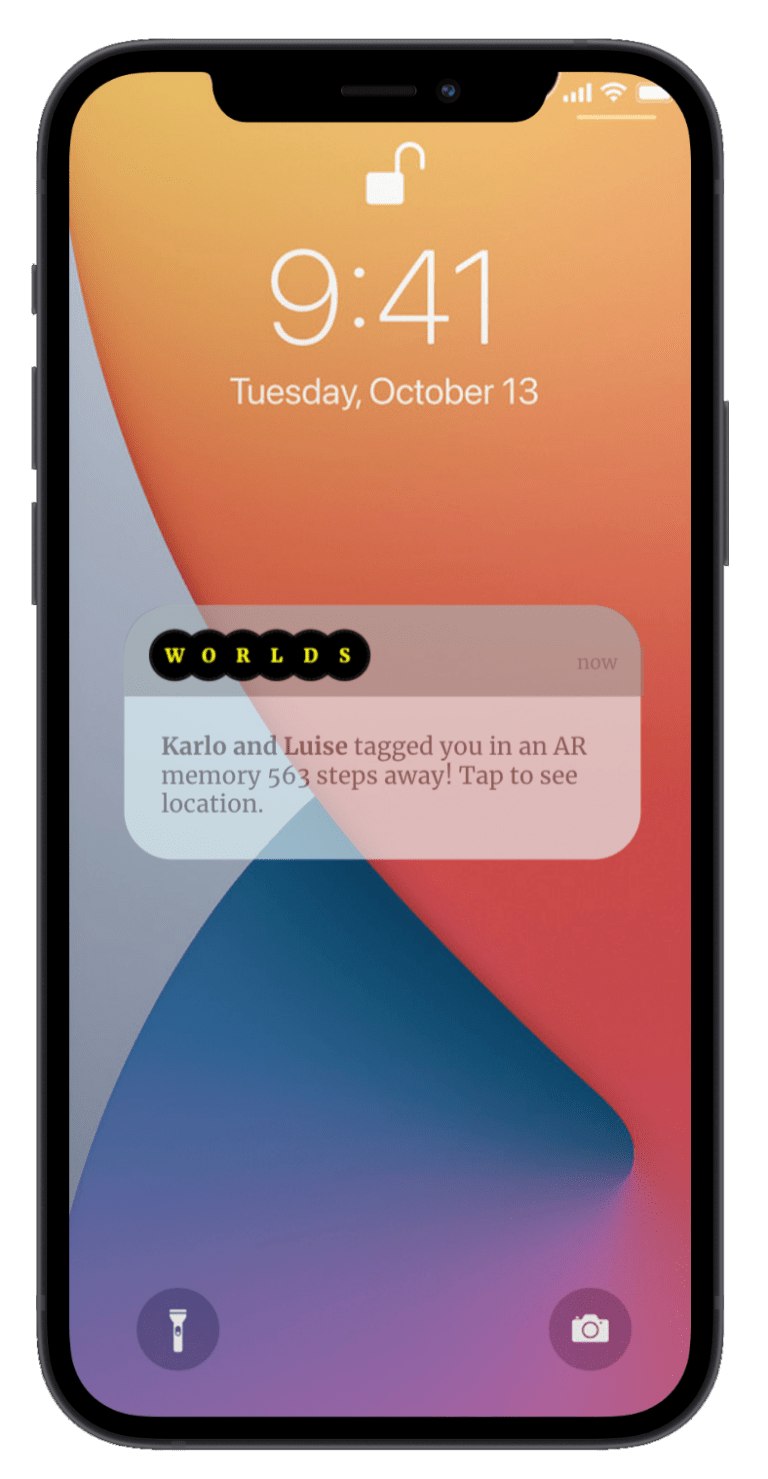 9:41
Tuesday, October 13
WORLDS
now
Karlo and Luise tagged you in an AR
memory 563 steps away! Tap to see
location.